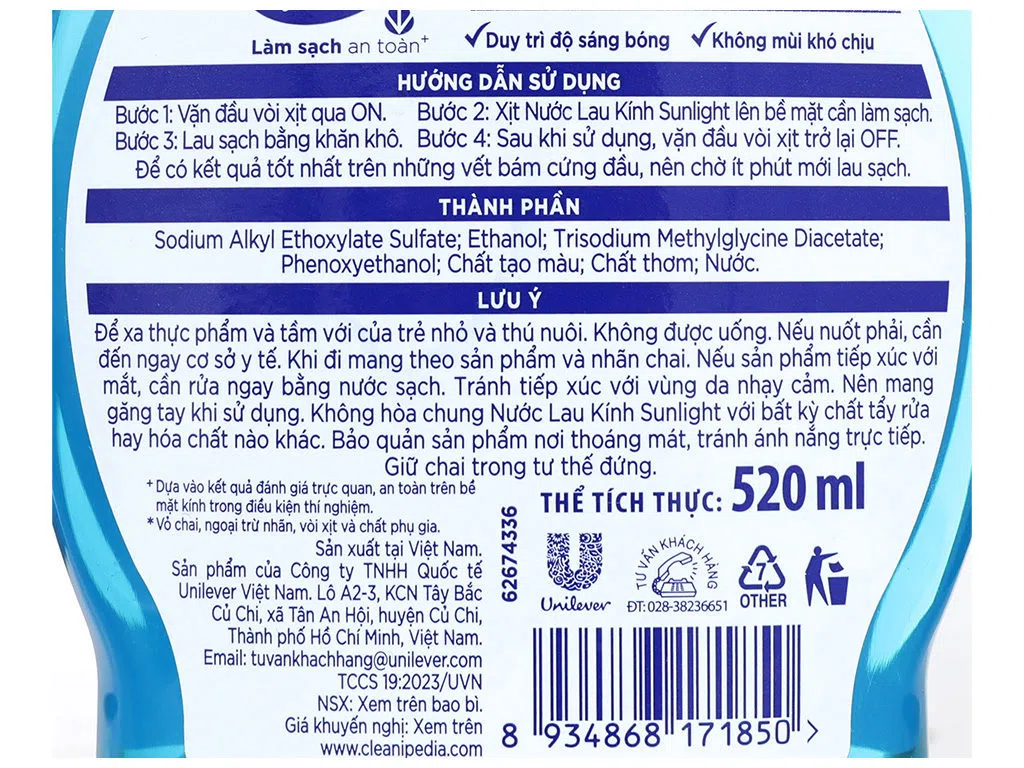 Làm sạch an toàn⁺ ✓Duy trì độ sáng bóng ✓Không mùi khó chịu
HƯỚNG DẪN SỬ DỤNG
Bước 1: Vặn đầu vòi xịt qua ON. Bước 2: Xịt Nước Lau Kính Sunlight lên bề mặt cần làm sạch.
Bước 3: Lau sạch bằng khăn khô. Bước 4: Sau khi sử dụng, vặn đầu vòi xịt trở lại OFF.
Để có kết quả tốt nhất trên những vết bám cứng đầu, nên chờ ít phút mới lau sạch.
THÀNH PHẦN
Sodium Alkyl Ethoxylate Sulfate; Ethanol; Trisodium Methylglycine Diacetate;
Phenoxyethanol; Chất tạo màu; Chất thơm; Nước.
LƯU Ý
Để xa thực phẩm và tầm với của trẻ nhỏ và thú nuôi. Không được uống. Nếu nuốt phải, cần
đến ngay cơ sở y tế. Khi đi mang theo sản phẩm và nhãn chai. Nếu sản phẩm tiếp xúc với
mắt, cần rửa ngay bằng nước sạch. Tránh tiếp xúc với vùng da nhạy cảm. Nên mang
găng tay khi sử dụng. Không hòa chung Nước Lau Kính Sunlight với bất kỳ chất tẩy rửa
hay hóa chất nào khác. Bảo quản sản phẩm nơi thoáng mát, tránh ánh nắng trực tiếp.
Giữ chai trong tư thế đứng.
⁺ Dựa vào kết quả đánh giá trực quan, an toàn trên bề
mặt kính trong điều kiện thí nghiệm.
* Vỏ chai, ngoại trừ nhãn, vòi xịt và chất phụ gia.
Sản xuất tại Việt Nam.
Sản phẩm của Công ty TNHH Quốc tế
Unilever Việt Nam. Lô A2-3, KCN Tây Bắc
Củ Chi, xã Tân An Hội, huyện Củ Chi,
Thành phố Hồ Chí Minh, Việt Nam.
Email: tuvankhachhang@unilever.com
TCCS 19:2023/UVN
NSX: Xem trên bao bì.
Giá khuyến nghị: Xem trên
www.cleanipedia.com
62674336
THỂ TÍCH THỰC: 520 ml
Unilever
TƯ VẤN KHÁCH HÀNG
ĐT: 028-38236651
7
OTHER
8 934868 171850 >